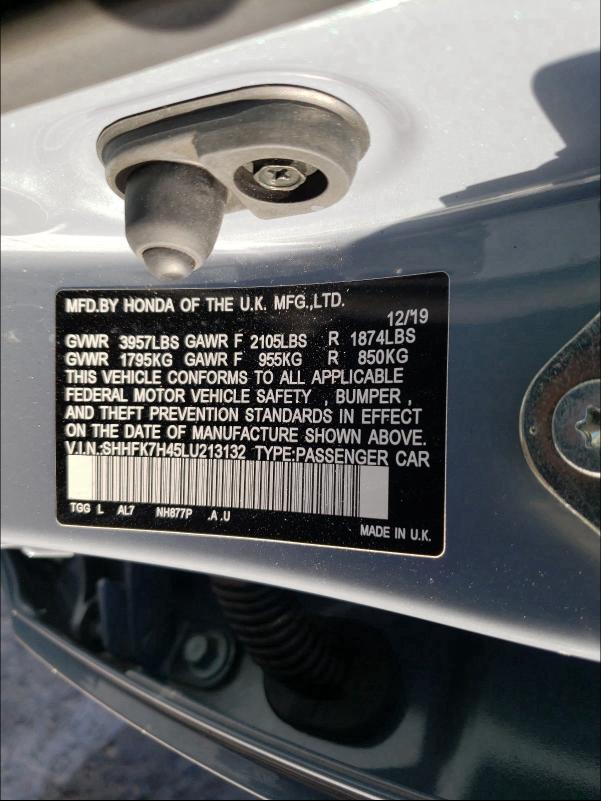 MFD.BY HONDA OF THE U.K. MFG.,LTD.
12/19
GVWR 3957LBS GAWR F 2105LBS R 1874LBS
GVWR 1795KG GAWR F 955KG R 850KG
THIS VEHICLE CONFORMS TO ALL APPLICABLE
FEDERAL MOTOR VEHICLE SAFETY , BUMPER ,
AND THEFT PREVENTION STANDARDS IN EFFECT
ON THE DATE OF MANUFACTURE SHOWN ABOVE.
V.I.N.:SHHFK7H45LU213132 TYPE:PASSENGER CAR
TGG L AL7 NH877P .A .U
MADE IN U.K.